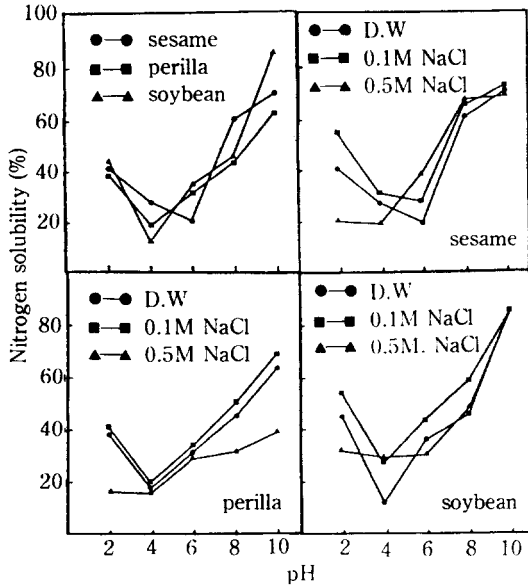 Nitrogen solubility (%)
100
80
60
40
20
sesame
perilla
soybean
D.W
0.1M NaCl
0.5M NaCl
sesame
80
60
40
20
D.W
0.1M NaCl
0.5M NaCl
perilla
D.W
0.1M NaCl
0.5M. NaCl
soybean
2 4 6 8 10
2 4 6 8 10
pH